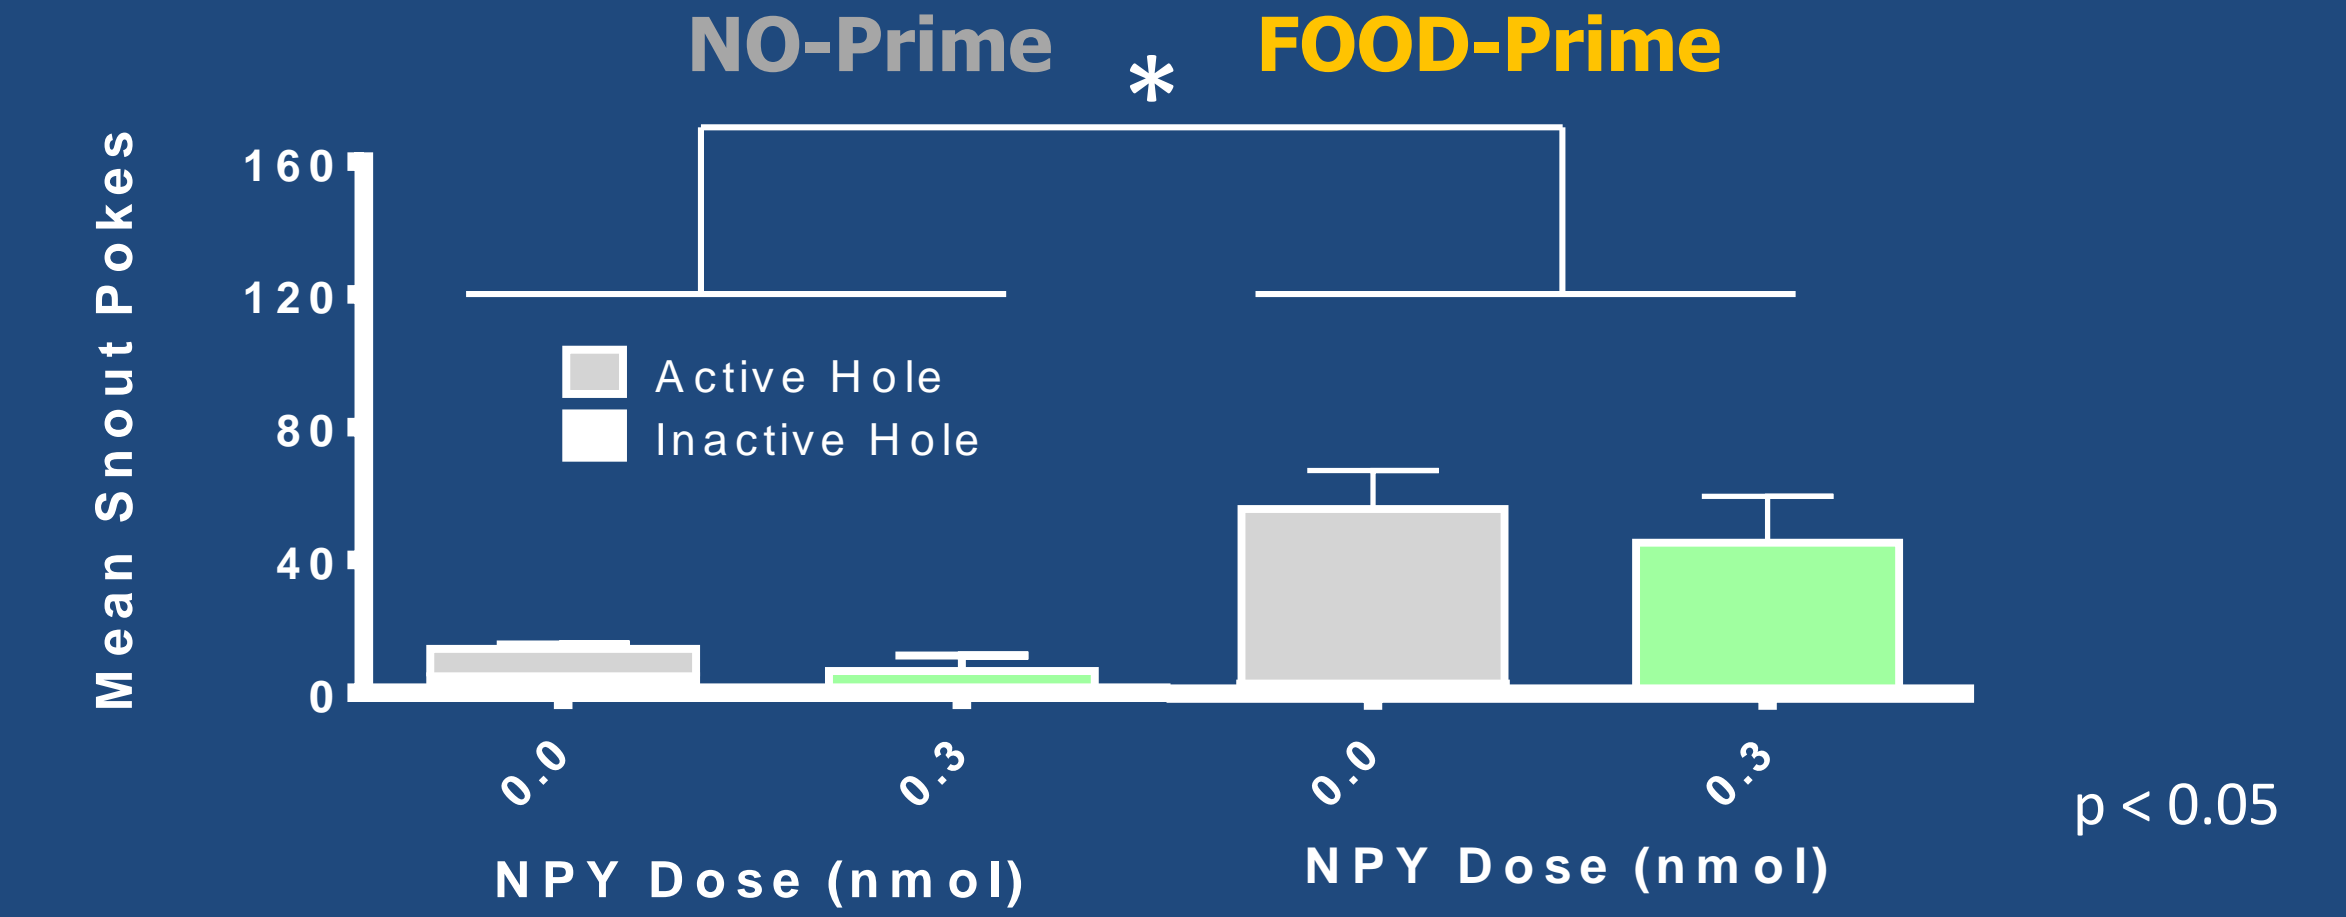 NO-Prime
*
FOOD-Prime
Mean Snout Pokes
160
120
80
40
0
Active Hole
Inactive Hole
0.0
0.3
0.0
0.3
NPY Dose (nmol)
NPY Dose (nmol)
p < 0.05